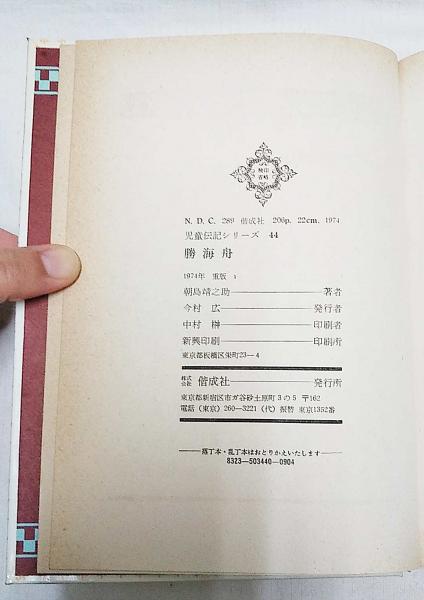 検印
省略
N. D. C. 289 偕成社 206p. 22cm. 1974
児童伝記シリーズ 44
勝海舟
1974年 重版 1
朝島靖之助 著者
今村 広 発行者
中村 榊 印刷者
新興印刷 印刷所
東京都板橋区栄町23—4
株式会社 偕成社 発行所
東京都新宿区市ガ谷砂土原町3の5 〒162
電話 (東京) 260—3221 (代) 振替 東京1352番
落丁本・乱丁本はおとりかえいたします
8323-503440-0904